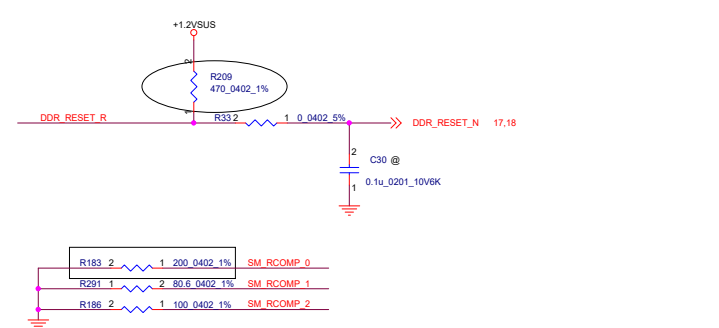 +1.2VSUS
2
R209
470_0402_1%
1
DDR_RESET_R R33 2 1 0_0402_5% DDR_RESET_N 17,18
2
C30 @
0.1u_0201_10V6K
1
R183 2 1 200_0402_1% SM_RCOMP_0
R291 1 2 80.6_0402_1% SM_RCOMP_1
R186 2 1 100_0402_1% SM_RCOMP_2